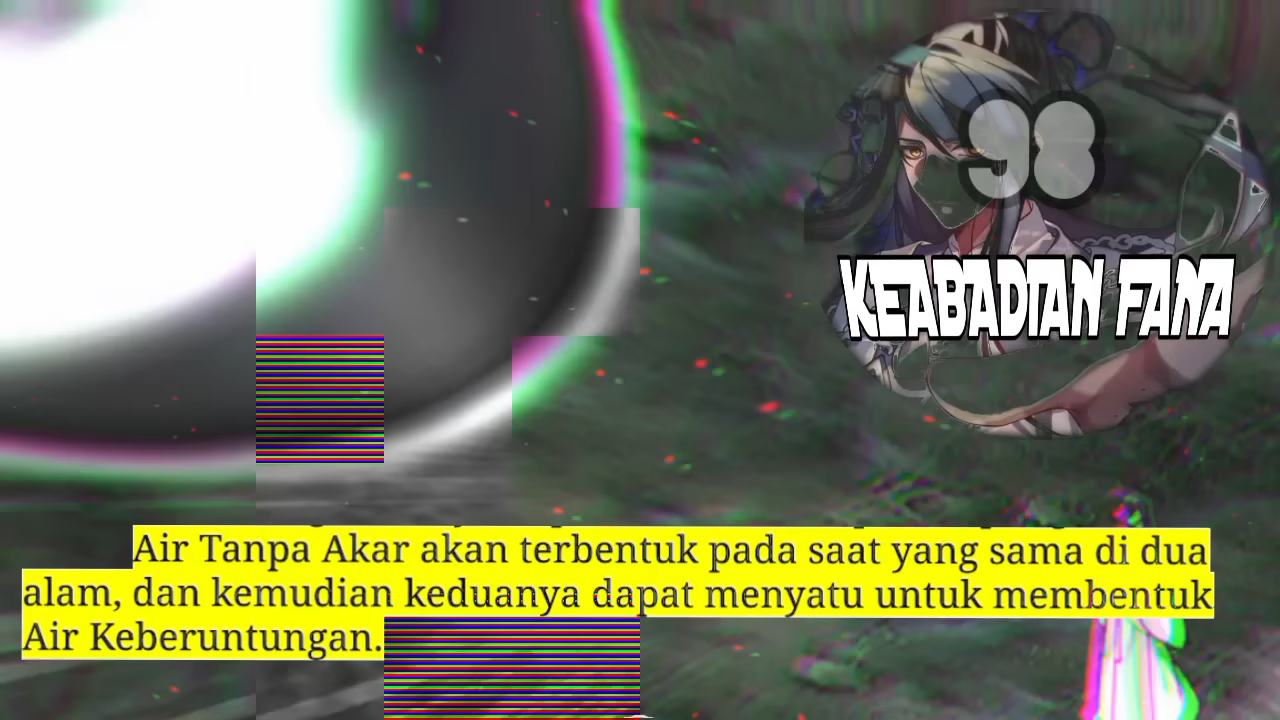 98
KEABADIAN FANA
Air Tanpa Akar akan terbentuk pada saat yang sama di dua
alam, dan kemudian keduanya dapat menyatu untuk membentuk
Air Keberuntungan.